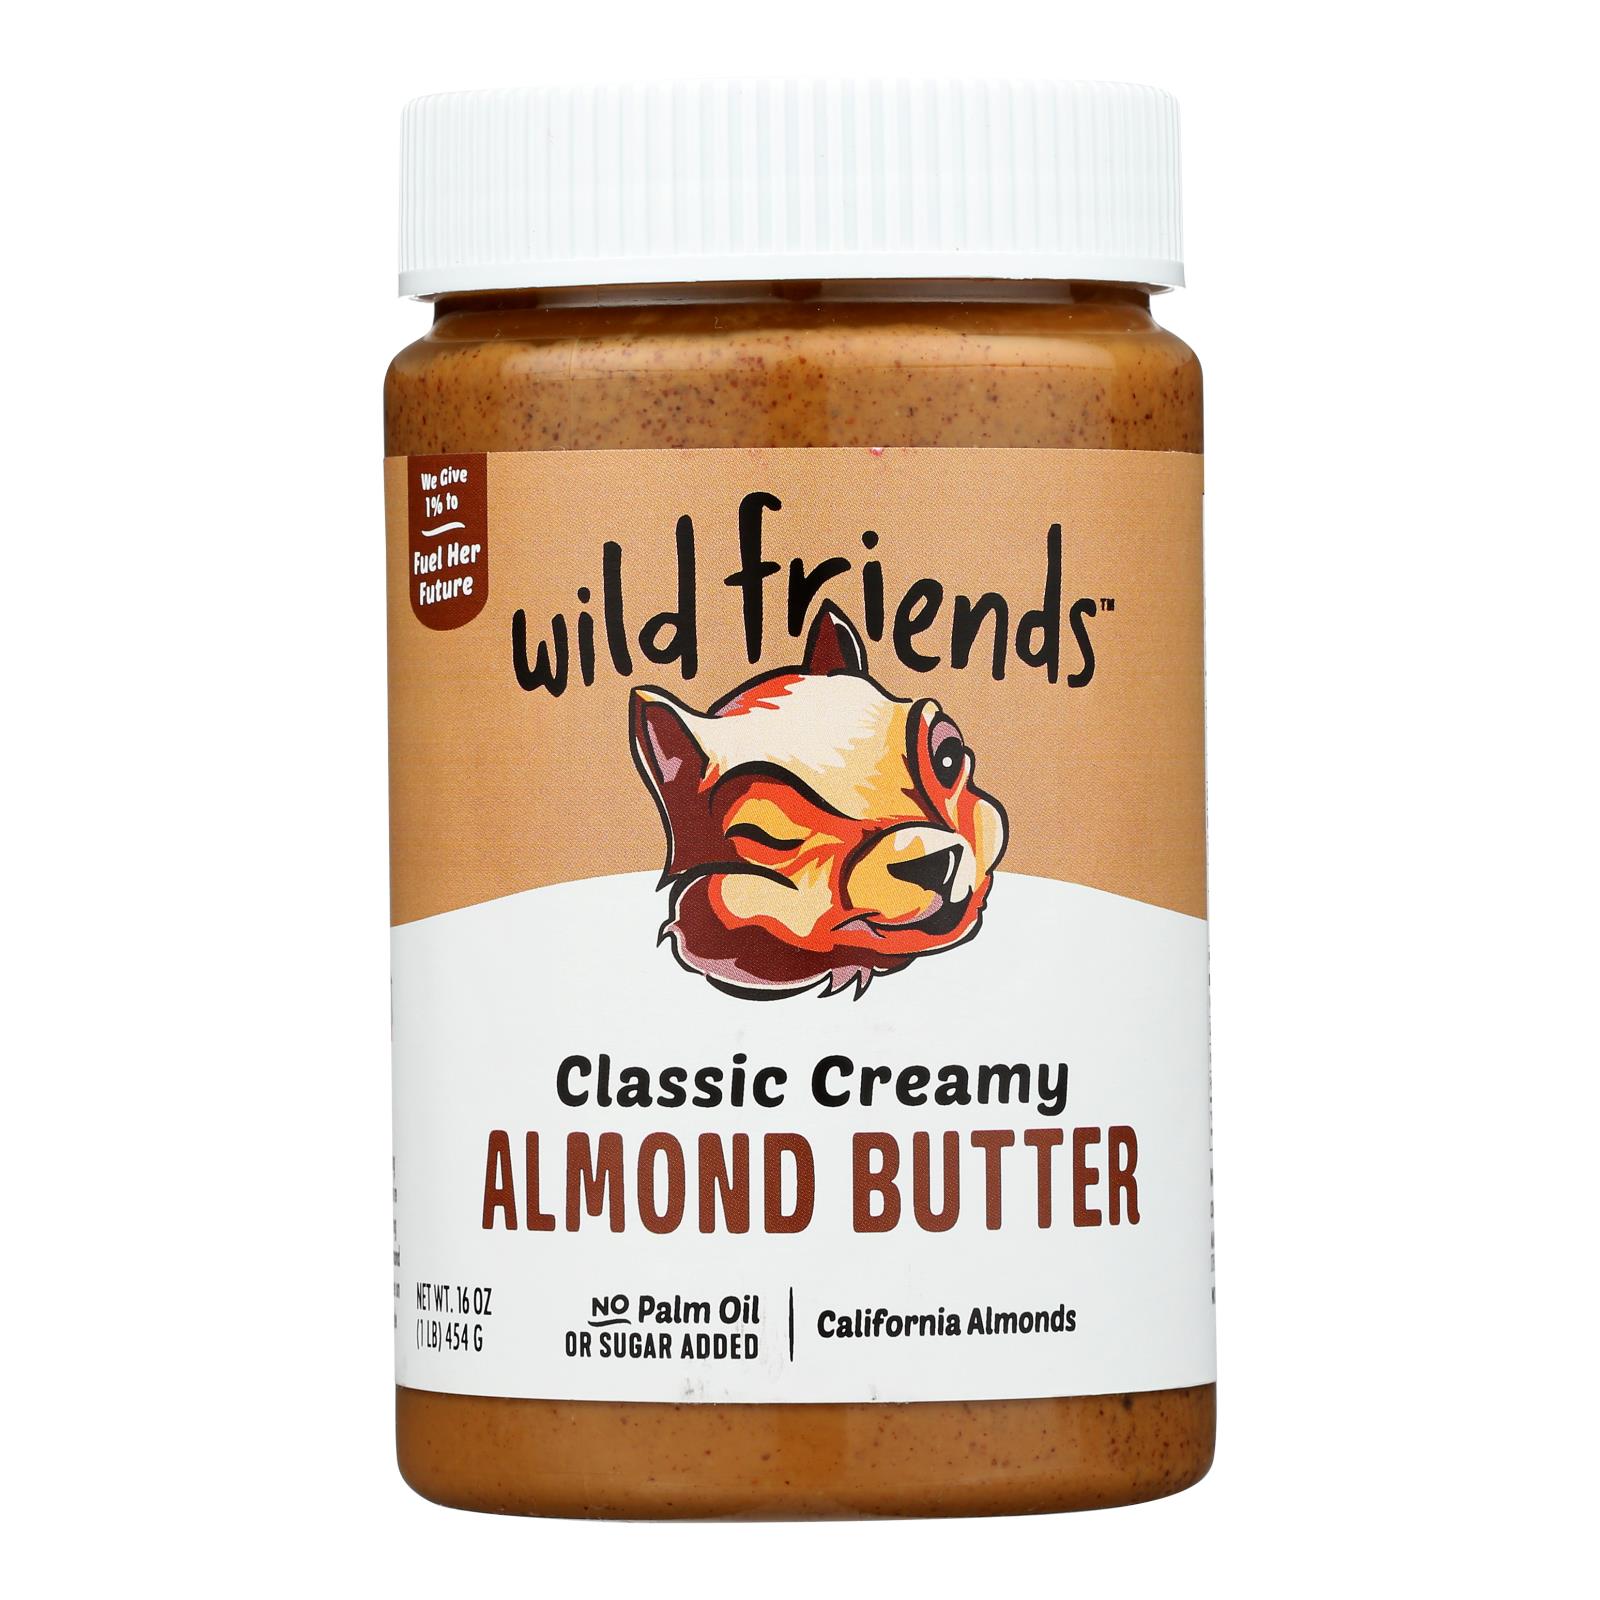 We Give
1% to
Fuel Her
Future
wild friends™
Classic Creamy
ALMOND BUTTER
NET WT. 16 OZ
(1 LB) 454 G
NO Palm Oil
OR SUGAR ADDED
California Almonds